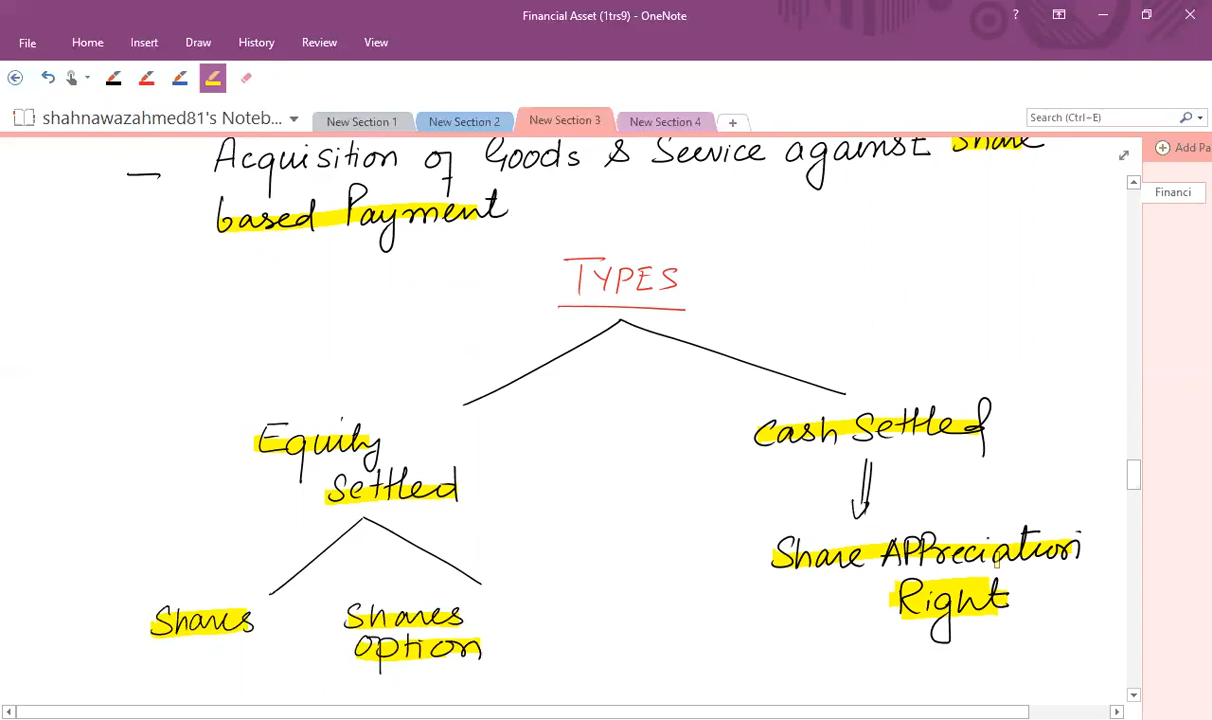 Financial Asset (1trs9) - OneNote
?
File Home Insert Draw History Review View
shahnawazahmed81's Noteb...
New Section 1 New Section 2 New Section 3 New Section 4 +
Search (Ctrl+E)
Add Pa
Financi
Acquisition of Goods & Service against Share
based Payment
TYPES
Equity
Settled
Cash Settled
Share Appreciation
Right
Shares
Shares
option